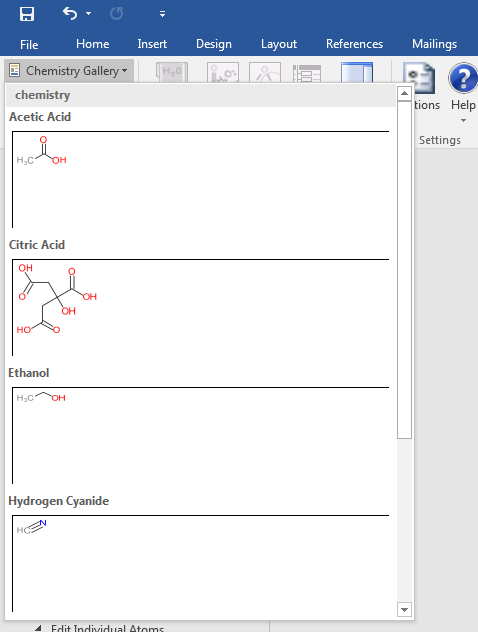 File Home Insert Design Layout References Mailings
Chemistry Gallery
H₂O
tions Help
Settings
chemistry
Acetic Acid
O
H₃C OH
Citric Acid
OH O
O OH
OH
HO O
Ethanol
H₃C OH
Hydrogen Cyanide
HC N
Edit Individual Atoms